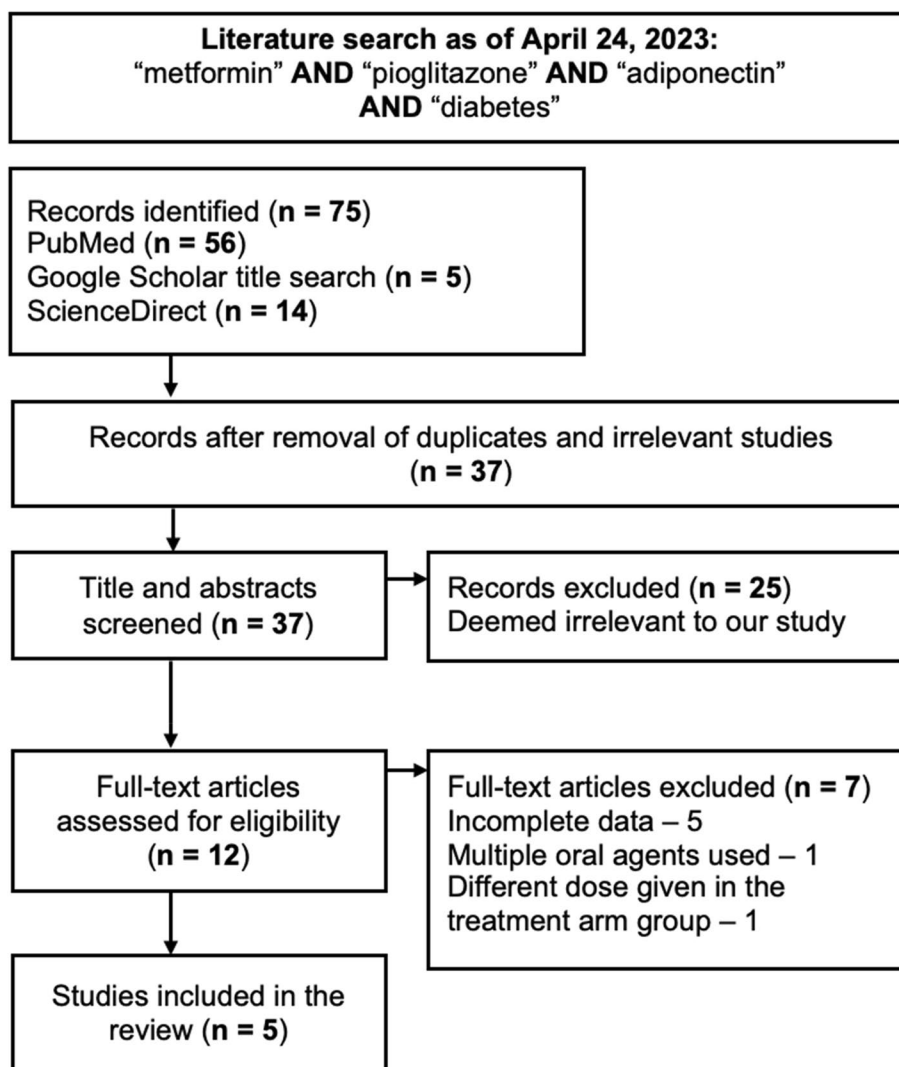 Literature search as of April 24, 2023:
“metformin” AND “pioglitazone” AND “adiponectin”
AND “diabetes”
Records identified (n = 75)
PubMed (n = 56)
Google Scholar title search (n = 5)
ScienceDirect (n = 14)
Records after removal of duplicates and irrelevant studies
(n = 37)
Title and abstracts
screened (n = 37)
Records excluded (n = 25)
Deemed irrelevant to our study
Full-text articles
assessed for eligibility
(n = 12)
Full-text articles excluded (n = 7)
Incomplete data – 5
Multiple oral agents used – 1
Different dose given in the
treatment arm group – 1
Studies included in the
review (n = 5)